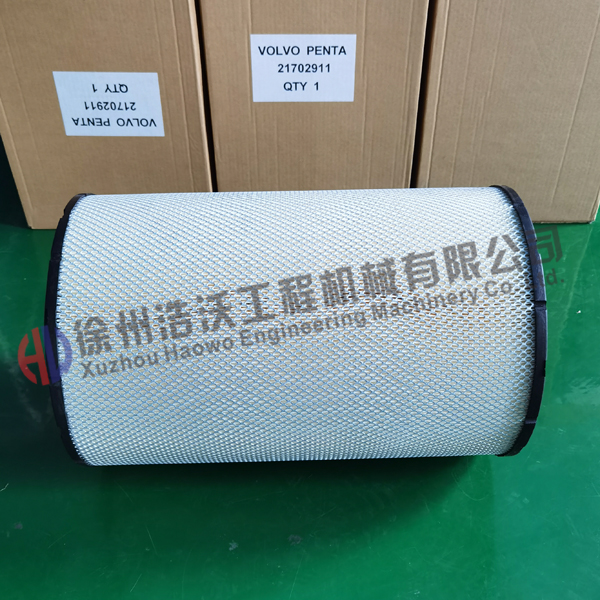 VOLVO PENTA
21702911
QTY 1
VOLVO PENTA
21702911
QTY 1
徐州浩沃工程机械有限公司
Xuzhou Haowo Engineering Machinery Co., Ltd.